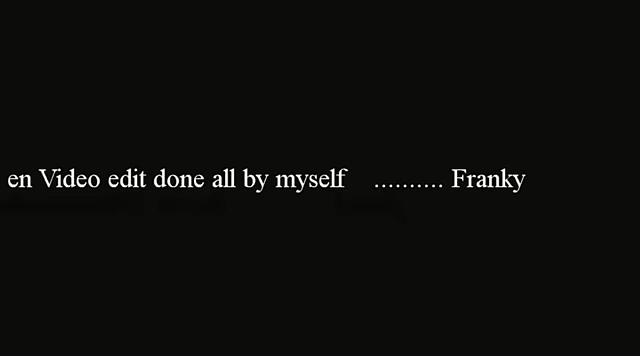 en Video edit done all by myself .......... Franky